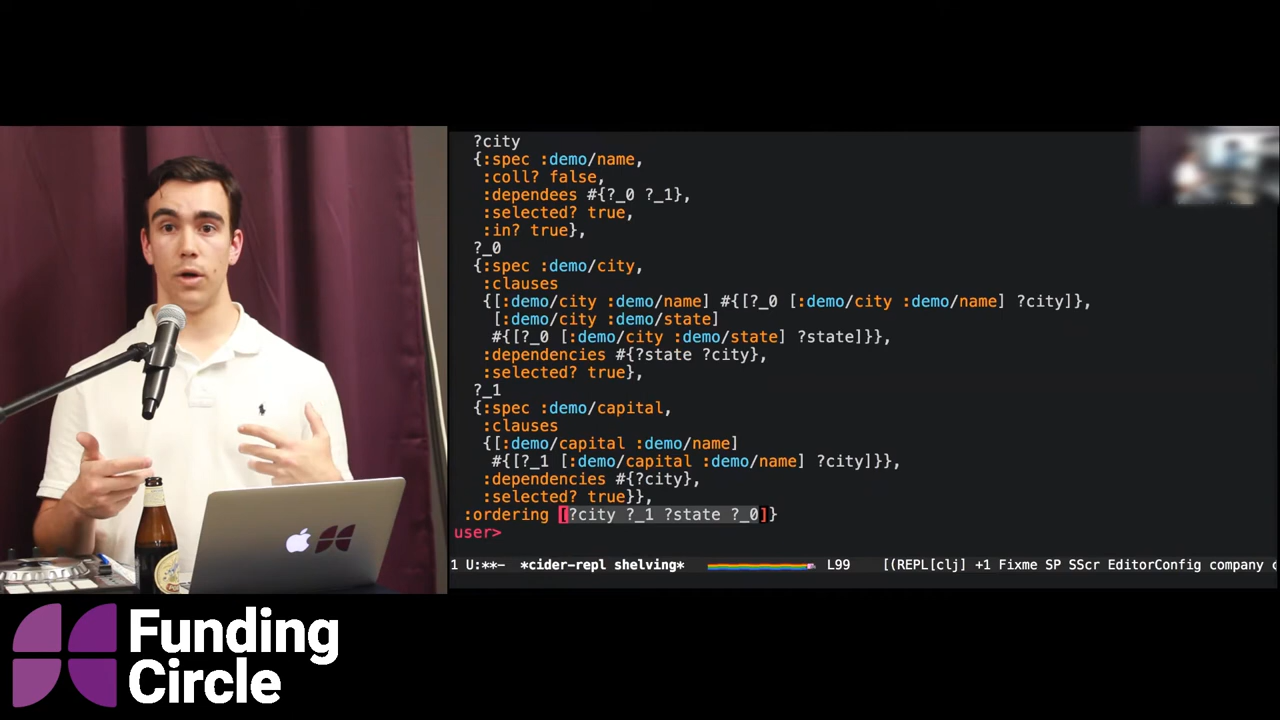 ?city
{:spec :demo/name,
:coll? false,
:dependees #{?_0 ?_1},
:selected? true,
:in? true},
?_0
{:spec :demo/city,
:clauses
{[:demo/city :demo/name] #{[?_0 [:demo/city :demo/name] ?city]},
[:demo/city :demo/state]
#{[?_0 [:demo/city :demo/state] ?state]}},
:dependencies #{?state ?city},
:selected? true},
?_1
{:spec :demo/capital,
:clauses
{[:demo/capital :demo/name]
#{[?_1 [:demo/capital :demo/name] ?city]}},
:dependencies #{?city},
:selected? true}},
:ordering [?city ?_1 ?state ?_0]}
user>
1 U:**- *cider-repl shelving* L99 [(REPL[clj] +1 Fixme SP SScr EditorConfig company c
Funding
Circle